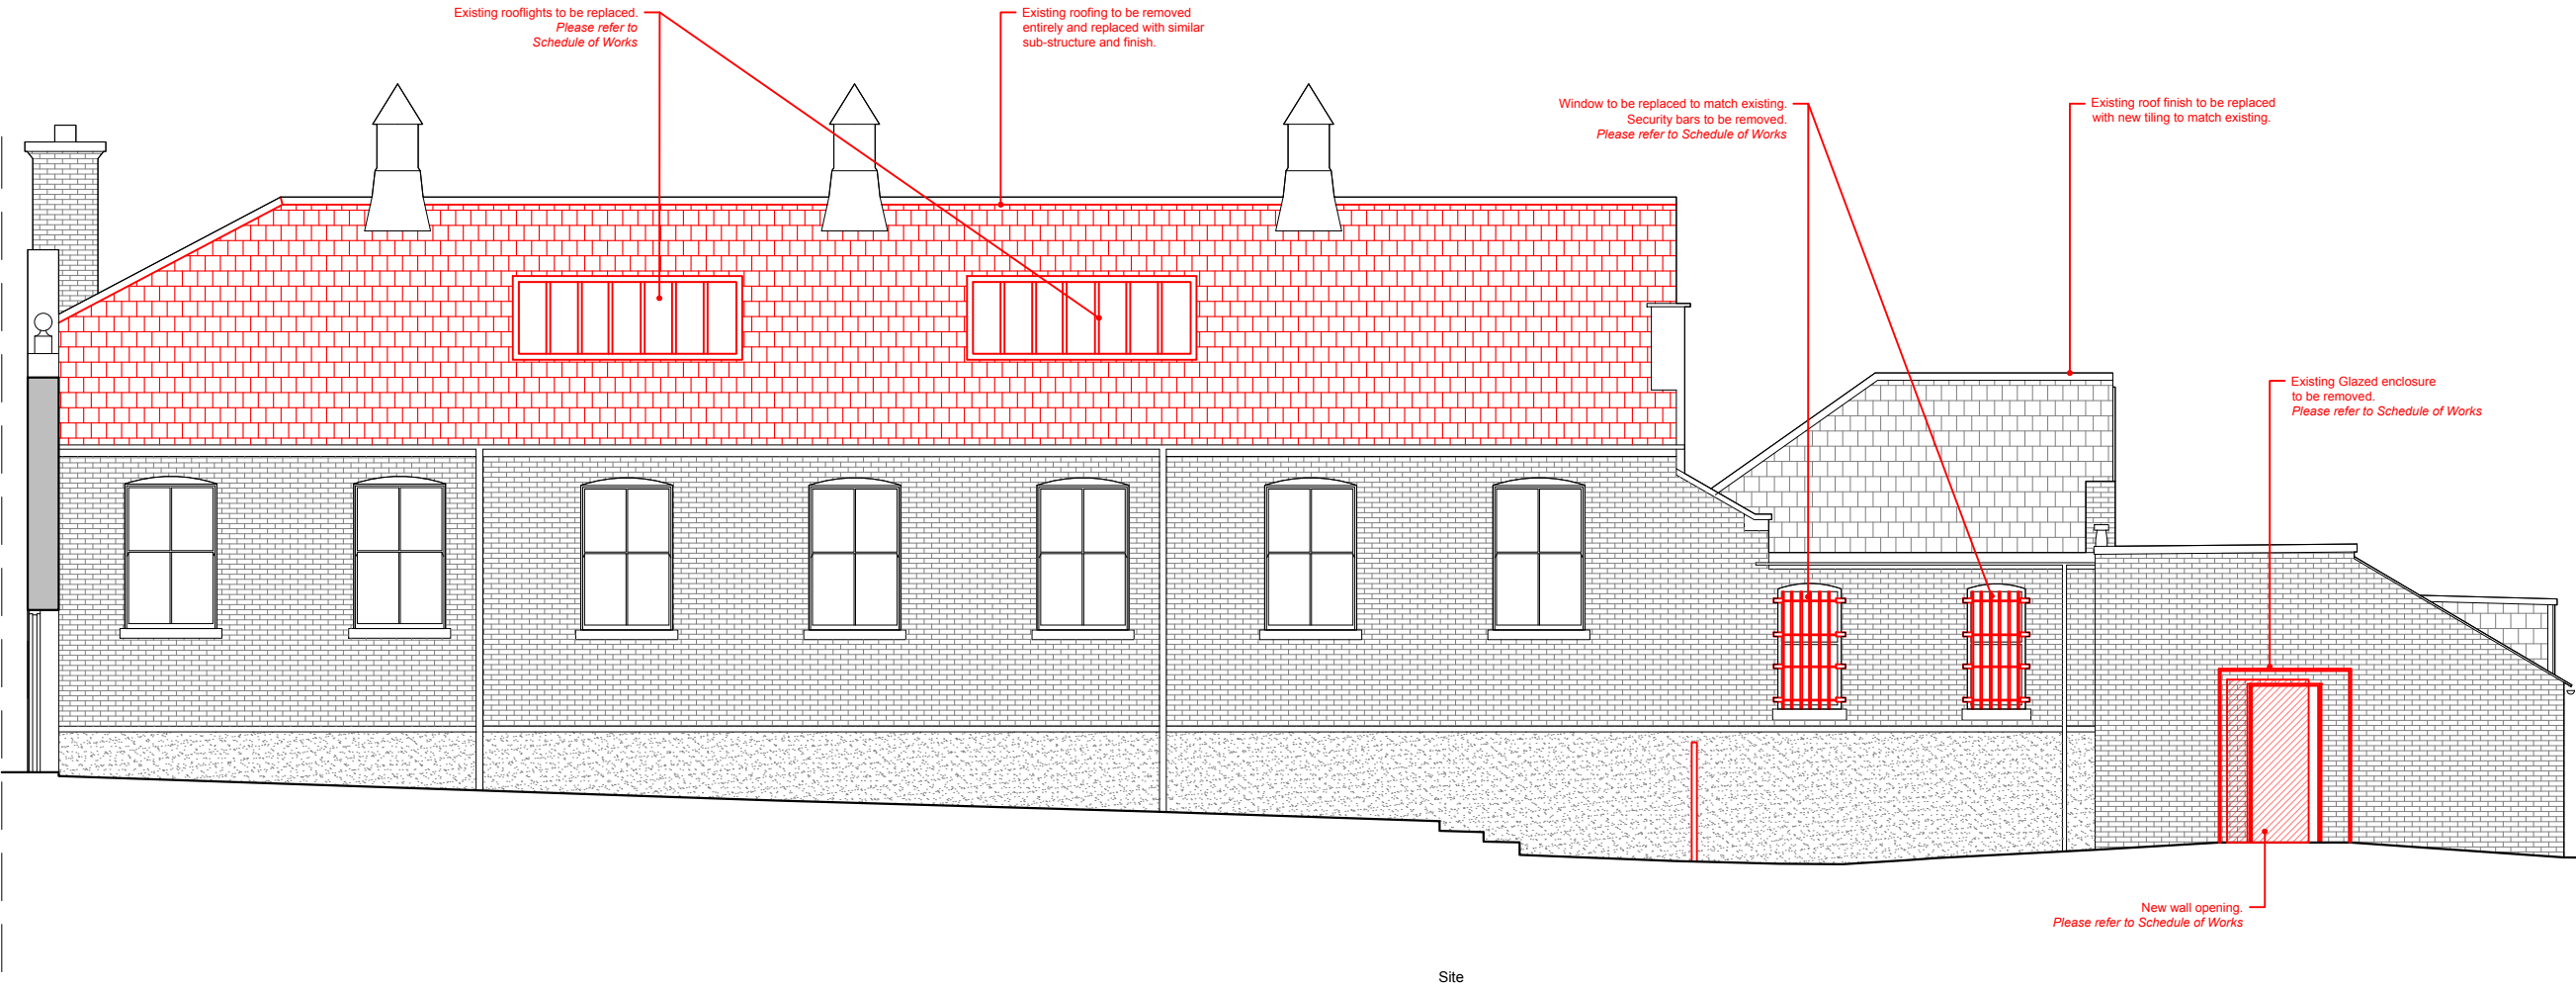 Existing rooflights to be replaced.
Please refer to
Schedule of Works
Existing roofing to be removed
entirely and replaced with similar
sub-structure and finish.
Window to be replaced to match existing.
Security bars to be removed.
Please refer to Schedule of Works
Existing roof finish to be replaced
with new tiling to match existing.
Existing Glazed enclosure
to be removed.
Please refer to Schedule of Works
New wall opening.
Please refer to Schedule of Works
Site